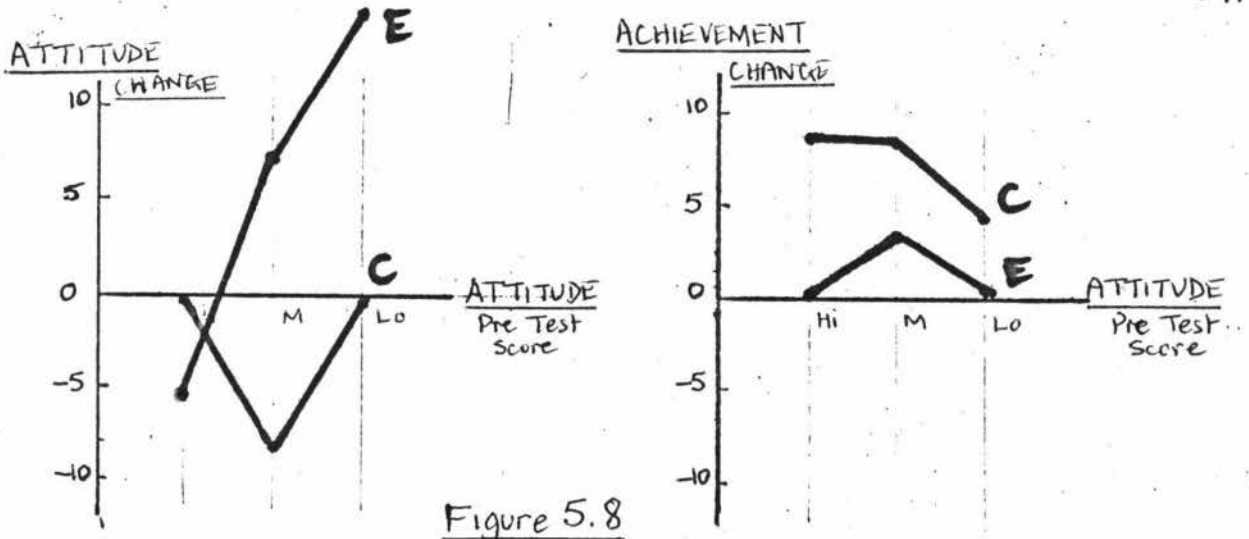 ATTITUDE
CHANGE
10
5
0
-5
-10
E
C
M
Lo
ATTITUDE
Pre Test
Score
ACHIEVEMENT
CHANGE
10
5
0
-5
-10
C
E
Hi
M
Lo
ATTITUDE
Pre Test
Score
Figure 5.8